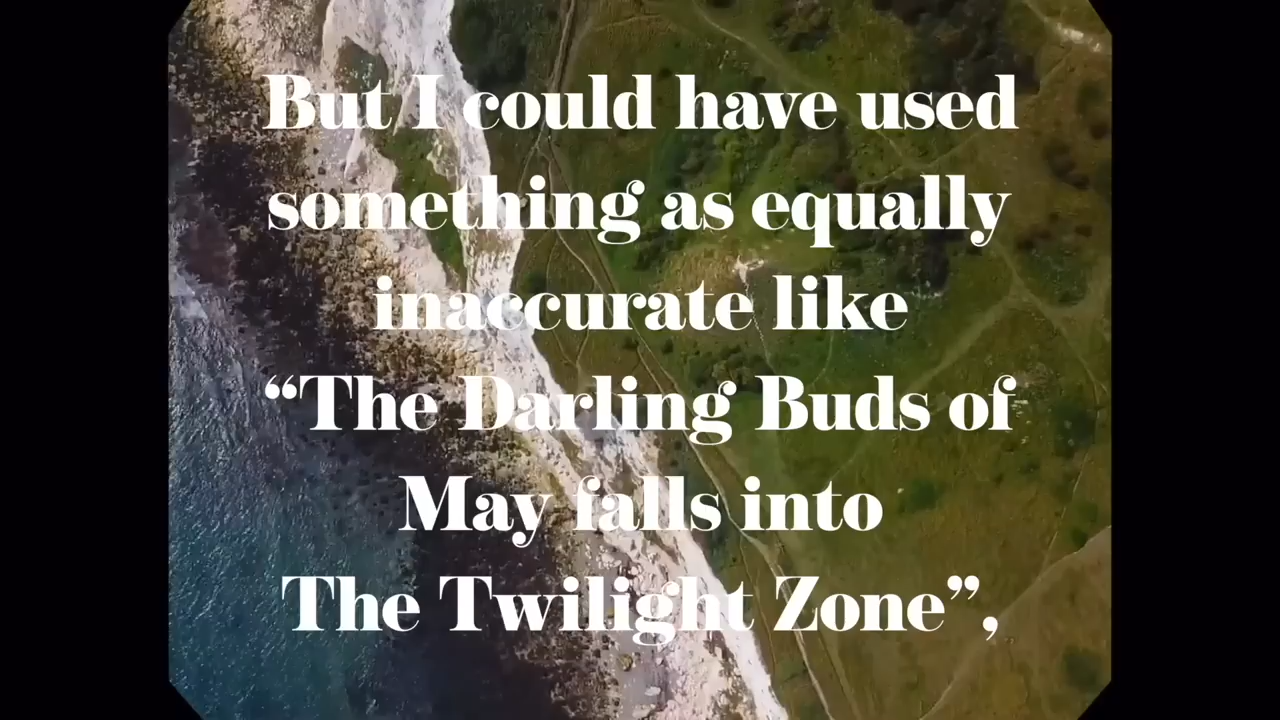 But I could have used
something as equally
inaccurate like
“The Darling Buds of
May falls into
The Twilight Zone”,